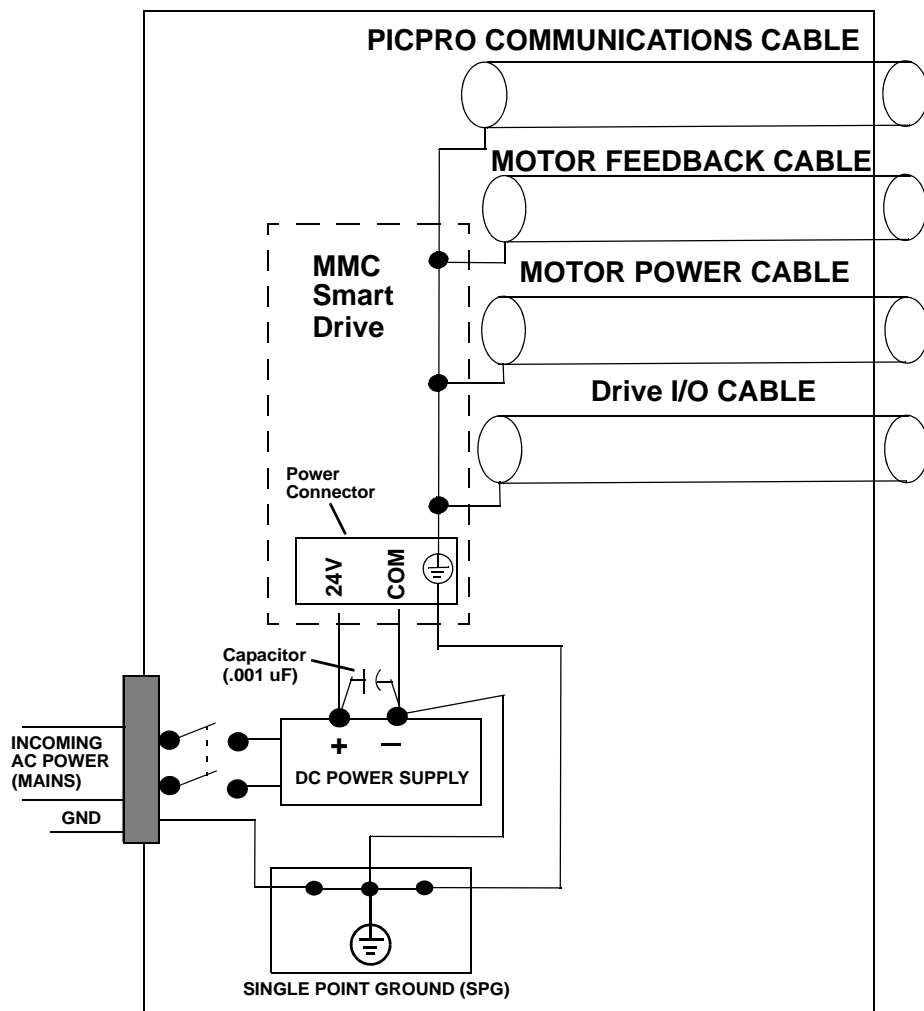 PICPRO COMMUNICATIONS CABLE
MOTOR FEEDBACK CABLE
MMC
Smart
Drive
MOTOR POWER CABLE
Drive I/O CABLE
Power
Connector
24V
COM
Capacitor
(.001 uF)
INCOMING
AC POWER
(MAINS)
GND
+
–
DC POWER SUPPLY
SINGLE POINT GROUND (SPG)